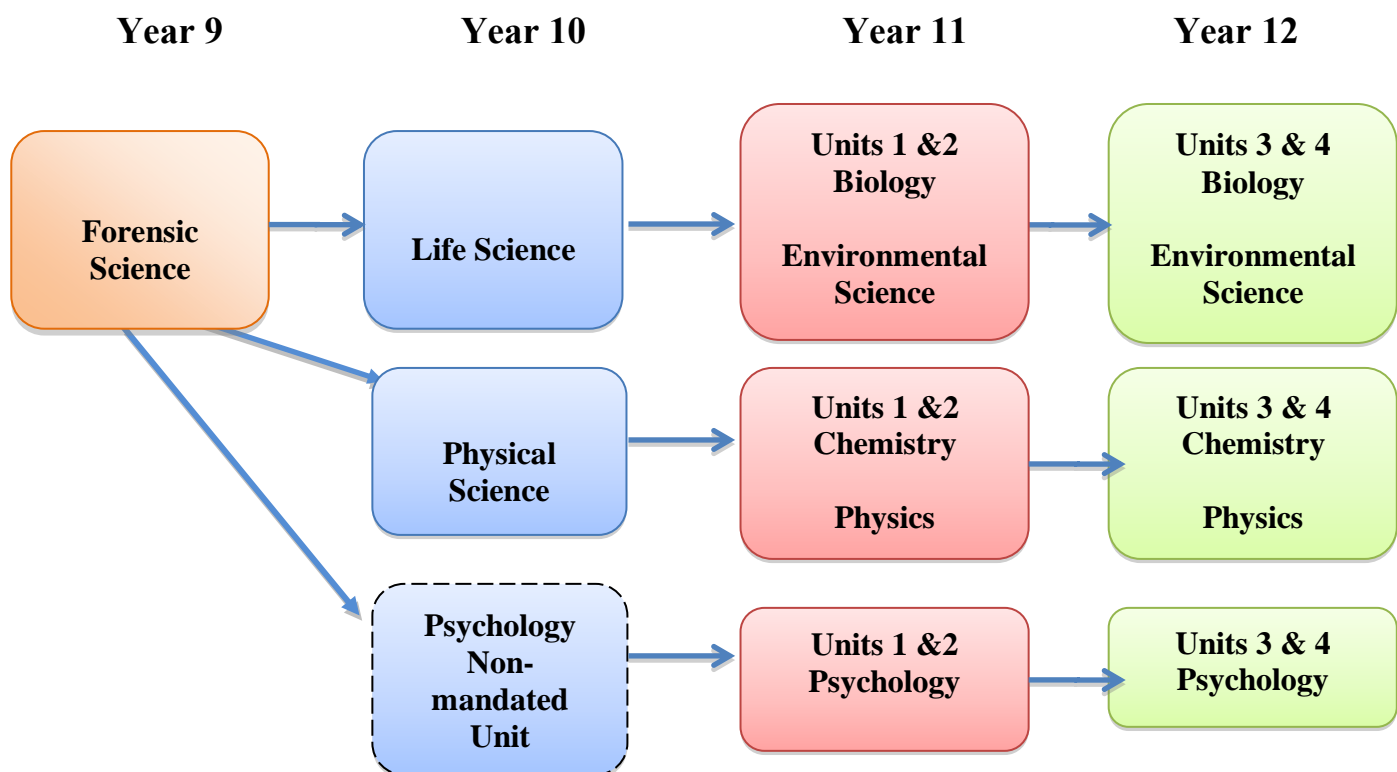 Year 9
Year 10
Year 11
Year 12
Forensic
Science
Life Science
Units 1 &2
Biology
Environmental
Science
Units 3 & 4
Biology
Environmental
Science
Physical
Science
Units 1 &2
Chemistry
Physics
Units 3 & 4
Chemistry
Physics
Psychology
Non-
mandated
Unit
Units 1 &2
Psychology
Units 3 & 4
Psychology